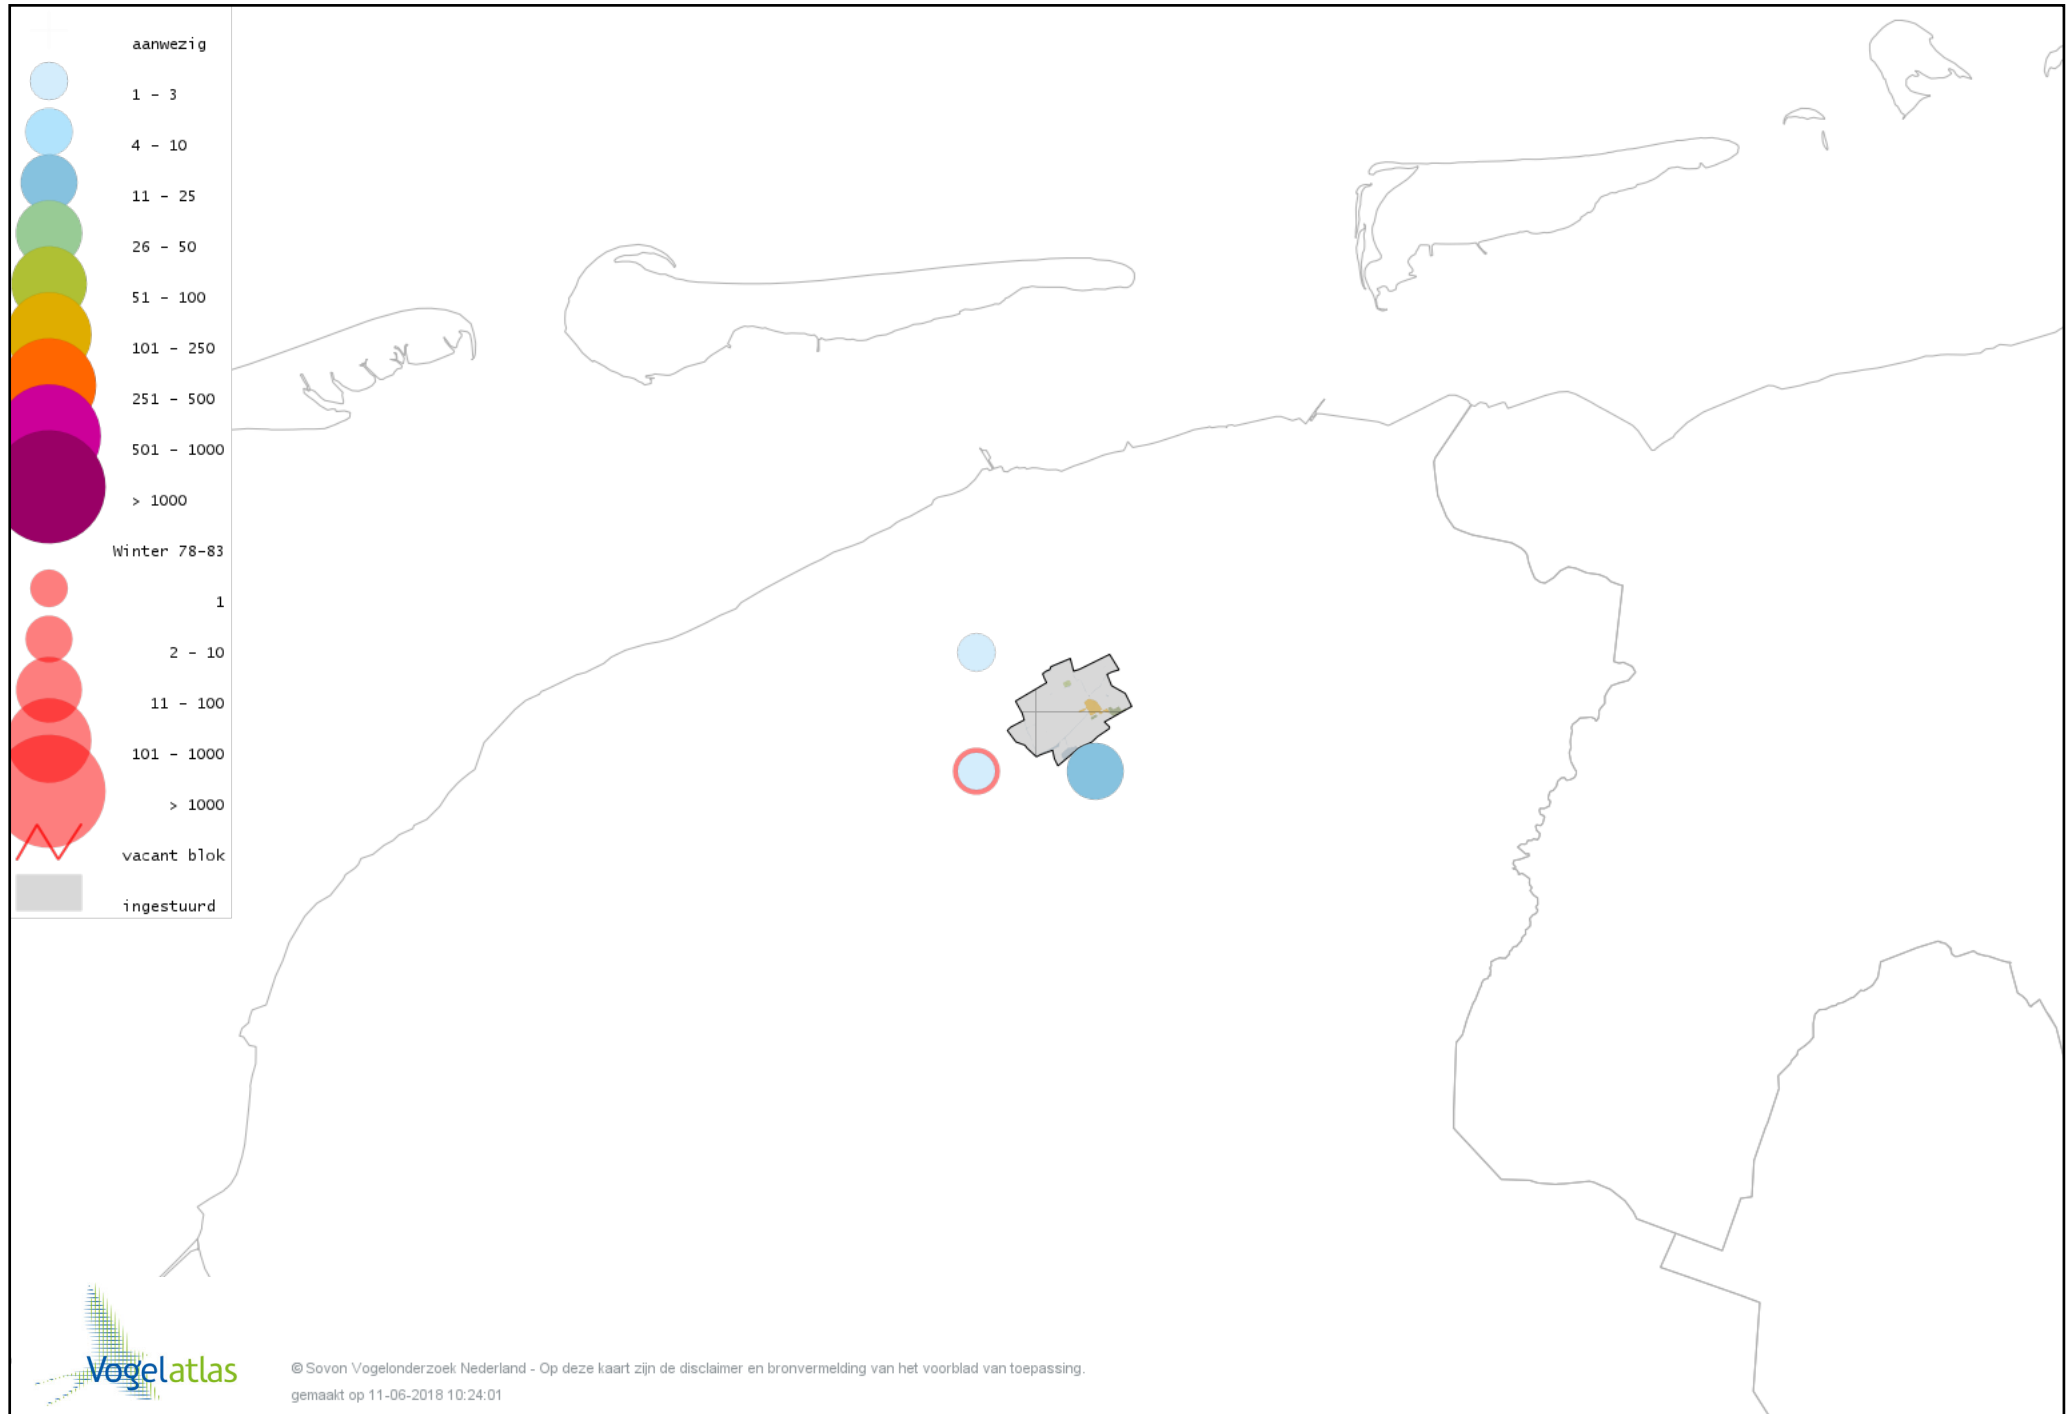 aanwezig
1 - 3
4 - 10
11 - 25
26 - 50
51 - 100
101 - 250
251 - 500
501 - 1000
> 1000
Winter 78-83
1
2 - 10
11 - 100
101 - 1000
> 1000
vacant blok
ingestuurd
Vogelatlas
© Sovon Vogelonderzoek Nederland - Op deze kaart zijn de disclaimer en bronvermelding van het voorblad van toepassing.
gemaakt op 11-06-2018 10:24:01